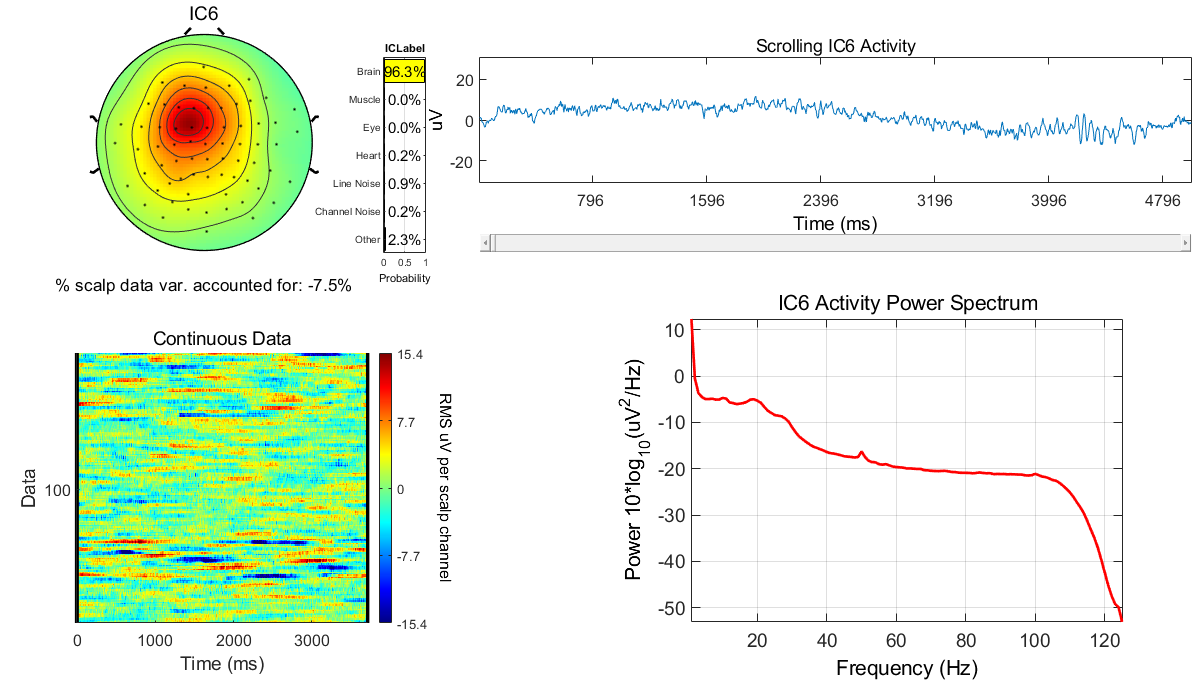 IC6
ICLabel
Brain 96.3%
Muscle 0.0%
Eye 0.0%
Heart 0.2%
Line Noise 0.9%
Channel Noise 0.2%
Other 2.3%
0 0.5 1
Probability
% scalp data var. accounted for: -7.5%
Scrolling IC6 Activity
uV
20
0
-20
796 1596 2396 3196 3996 4796
Time (ms)
Continuous Data
Data
100
0 1000 2000 3000
Time (ms)
15.4
7.7
0
-7.7
-15.4
RMS uV per scalp channel
IC6 Activity Power Spectrum
Power 10*log10(uV2/Hz)
10
0
-10
-20
-30
-40
-50
20 40 60 80 100 120
Frequency (Hz)